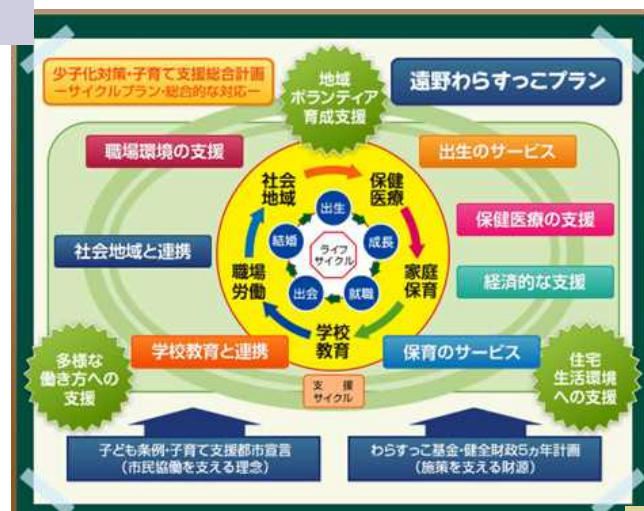 少子化対策・子育て支援総合計画
ーサイクルプラン・総合的な対応ー
地域
ボランティア
育成支援
遠野わらすっこプラン
職場環境の支援
出生のサービス
社会
地域
保健
医療
出生
保健医療の支援
社会地域と連携
結婚
ライフ
サイクル
成長
職場
労働
家庭
保育
経済的な支援
出会
就職
学校
教育
学校教育と連携
保育のサービス
多様な
働き方への
支援
住宅
生活環境
への支援
支 援
サイクル
子ども条例・子育て支援都市宣言
(市民協働を支える理念)
わらすっこ基金・健全財政5ヵ年計画
(施策を支える財源)